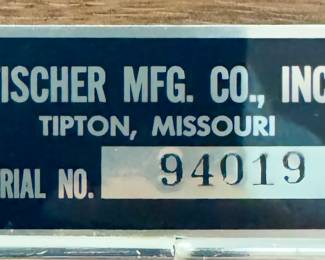 ISCHER MFG. CO., INC
TIPTON, MISSOURI
RIAL NO. 94019